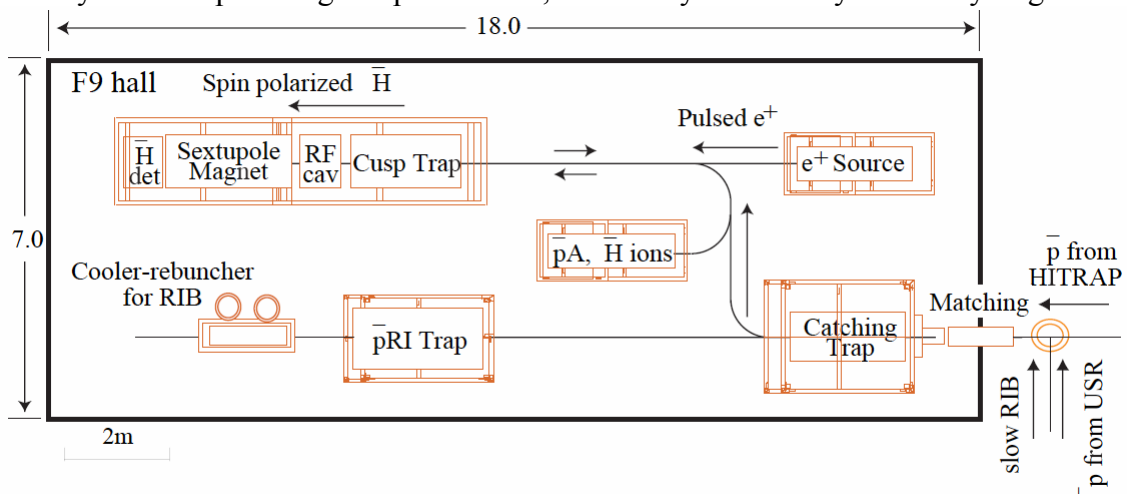 18.0
F9 hall
Spin polarized H̅
Pulsed e⁺
H̅
det
Sextupole
Magnet
RF
cav
Cusp Trap
e⁺ Source
7.0
p̅A, H̅ ions
p̅ from
HITRAP
Cooler-rebuncher
for RIB
Matching
p̅RI Trap
Catching
Trap
slow RIB
p̅ from USR
2m